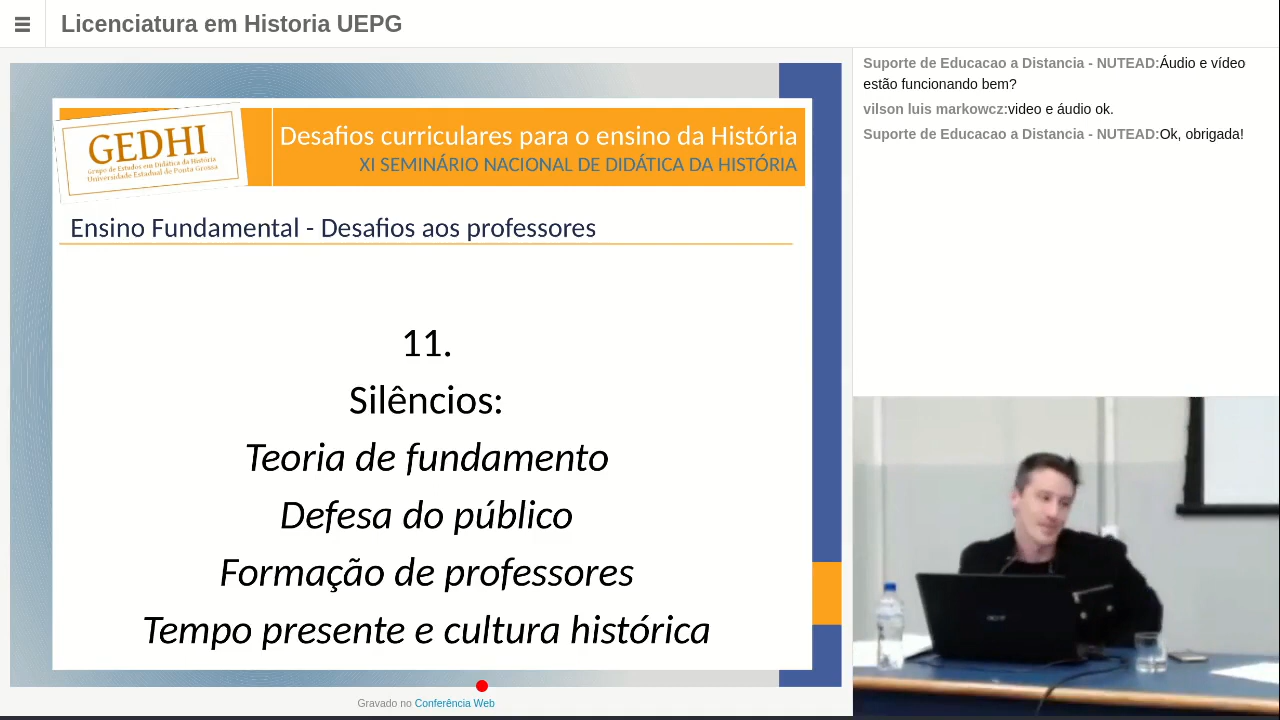 Licenciatura em Historia UEPG
GEDHI
Grupo de Estudos em Didática da História
Universidade Estadual de Ponta Grossa
Desafios curriculares para o ensino da História
XI SEMINÁRIO NACIONAL DE DIDÁTICA DA HISTÓRIA
Ensino Fundamental - Desafios aos professores
11.
Silêncios:
Teoria de fundamento
Defesa do público
Formação de professores
Tempo presente e cultura histórica
Gravado no Conferência Web
Suporte de Educacao a Distancia - NUTEAD:Áudio e vídeo
estão funcionando bem?
vilson luis markowcz:video e áudio ok.
Suporte de Educacao a Distancia - NUTEAD:Ok, obrigada!
acer